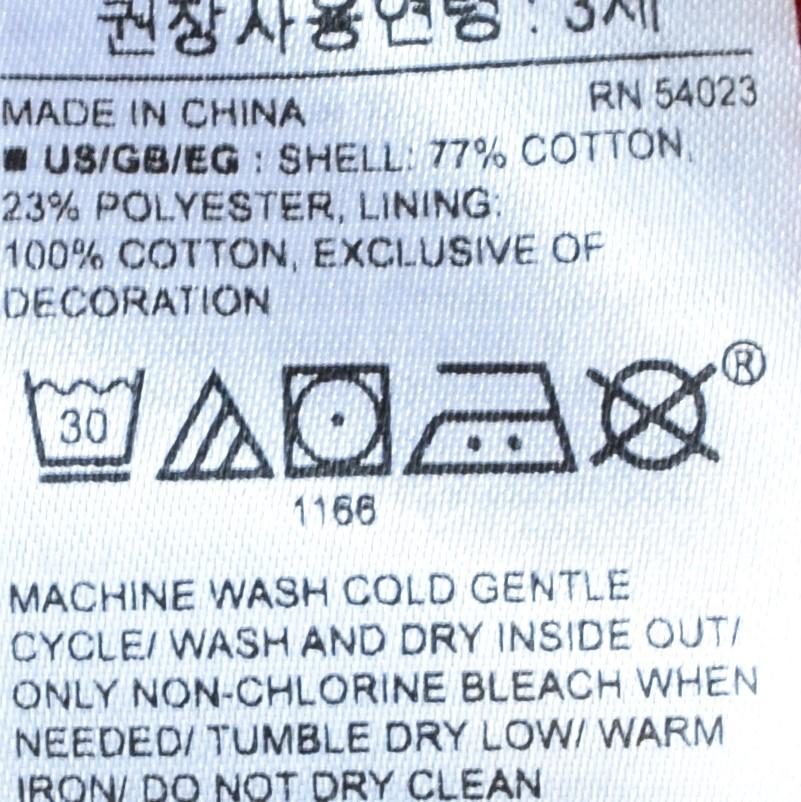 권장사용연령 : 3세
MADE IN CHINA RN 54023
■ US/GB/EG : SHELL: 77% COTTON,
23% POLYESTER, LINING:
100% COTTON, EXCLUSIVE OF
DECORATION
30
®
1166
MACHINE WASH COLD GENTLE
CYCLE/ WASH AND DRY INSIDE OUT/
ONLY NON-CHLORINE BLEACH WHEN
NEEDED/ TUMBLE DRY LOW/ WARM
IRON/ DO NOT DRY CLEAN